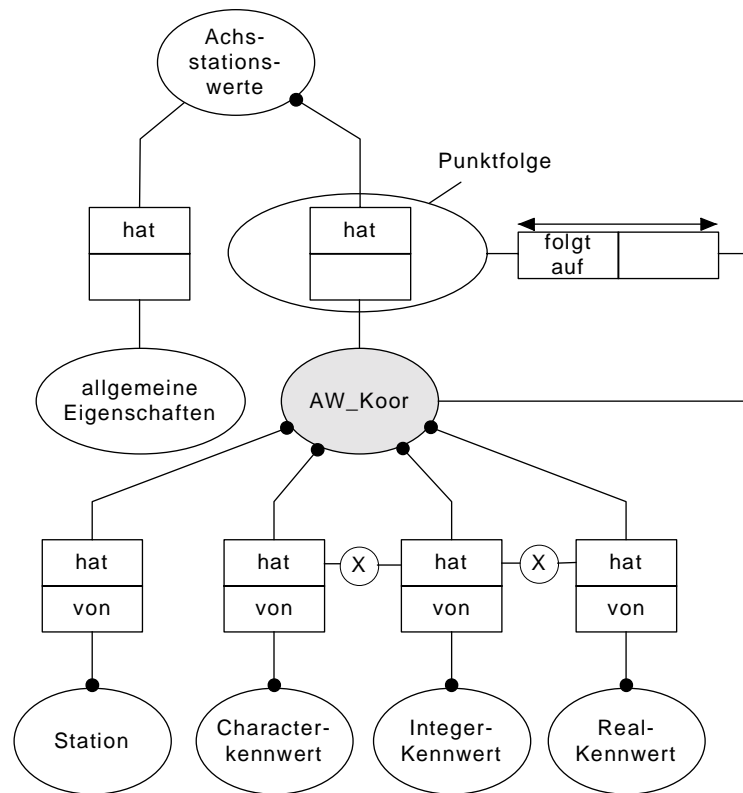 Achs-
stations-
werte
Punktfolge
hat
hat
folgt
auf
allgemeine
Eigenschaften
AW_Koor
hat
hat
X
hat
X
hat
von
von
von
von
Station
Character-
kennwert
Integer-
Kennwert
Real-
Kennwert